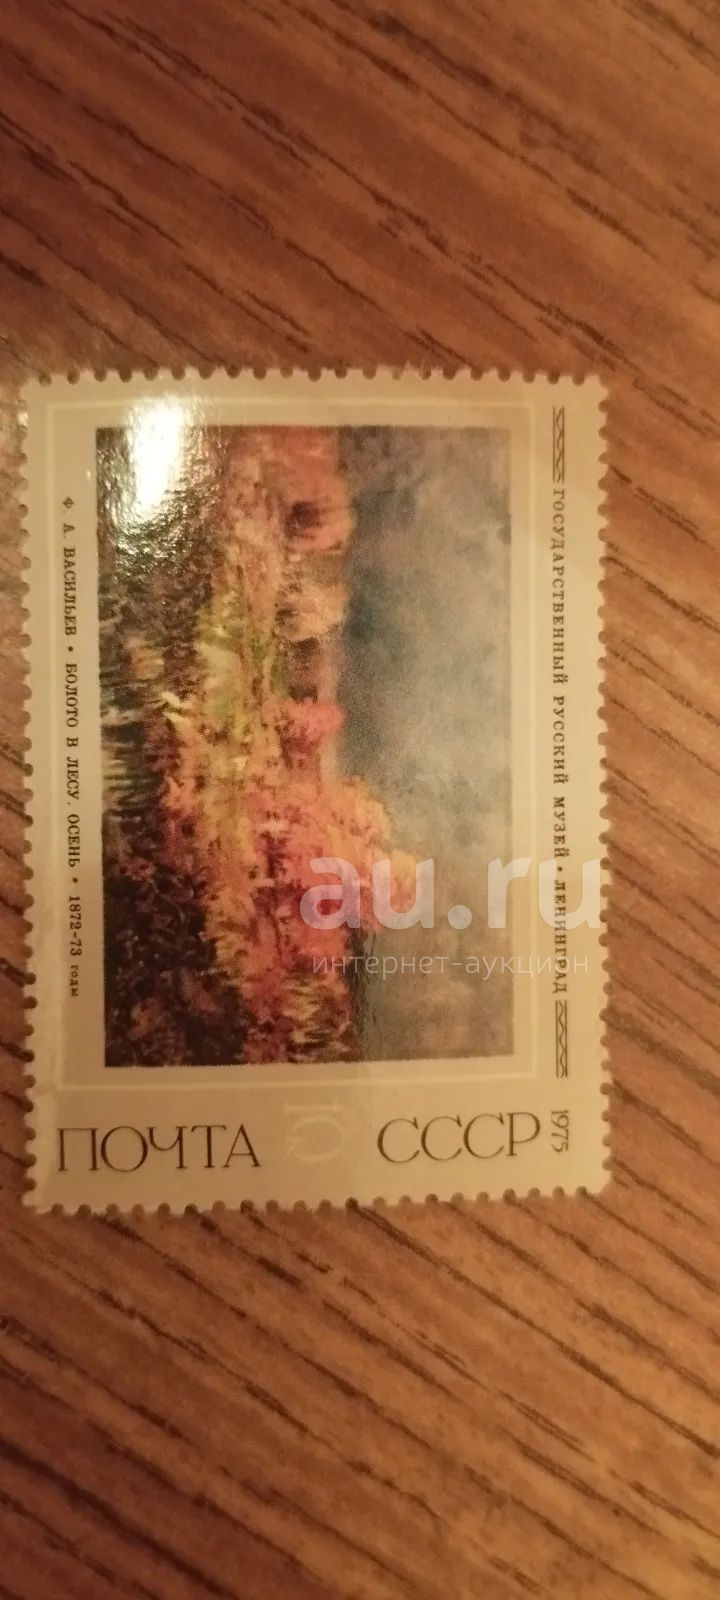 ГОСУДАРСТВЕННЫЙ РУССКИЙ МУЗЕЙ • ЛЕНИНГРАД
Ф. А. ВАСИЛЬЕВ • БОЛОТО В ЛЕСУ. ОСЕНЬ • 1872-73 годы
ПОЧТА 10 СССР 1975
au.ru
интернет-аукцион